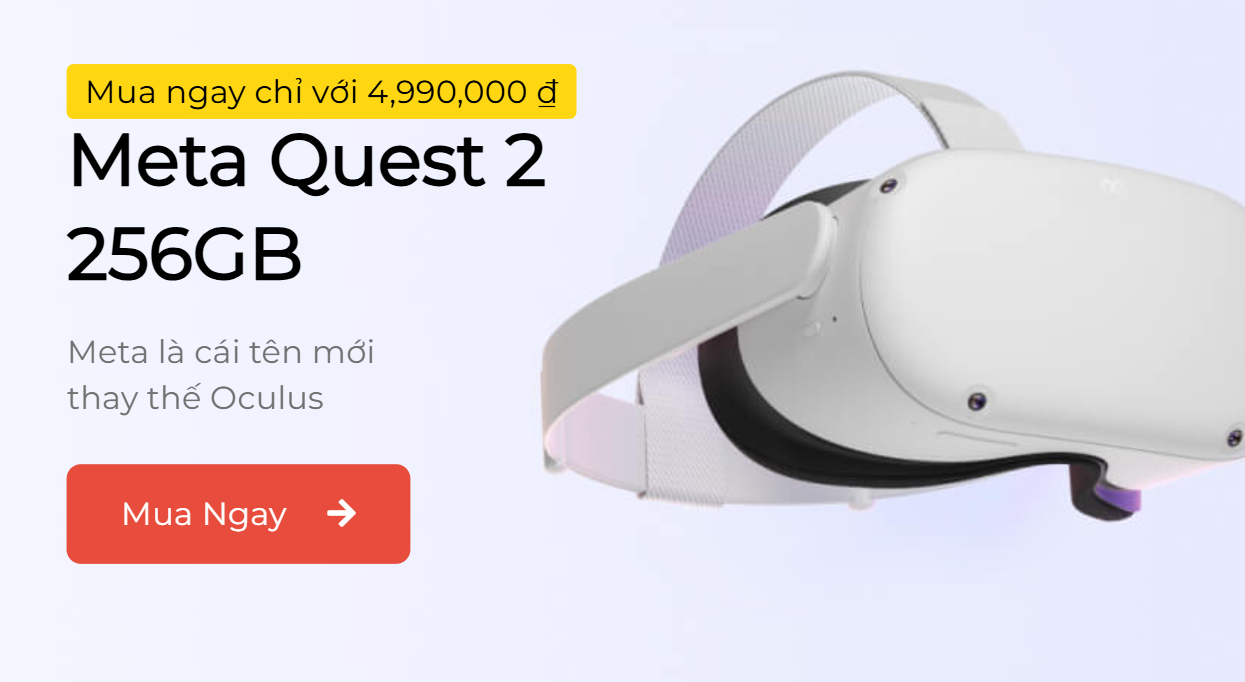 Mua ngay chỉ với 4,990,000 ₫
Meta Quest 2
256GB
Meta là cái tên mới
thay thế Oculus
Mua Ngay